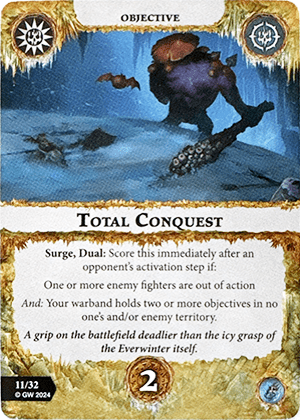 OBJECTIVE
TOTAL CONQUEST
Surge, Dual: Score this immediately after an
opponent's activation step if:
One or more enemy fighters are out of action
And: Your warband holds two or more objectives in no
one's and/or enemy territory.
A grip on the battlefield deadlier than the icy grasp of
the Everwinter itself.
11/32
© GW 2024
2